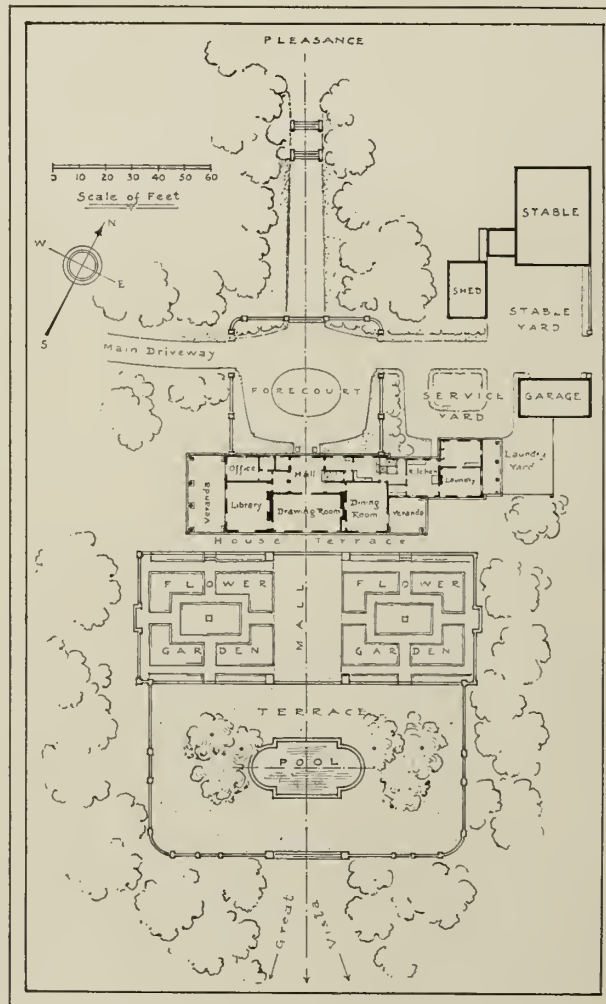 PLEASANCE
0 10 20 30 40 60
Scale of Feet
N
W
E
S
STABLE
SHED
STABLE
YARD
Main Driveway
FORECOURT
SERVICE
YARD
GARAGE
Office
Hall
Kitchen
Laundry
Laundry
Yard
Veranda
Library
Drawing Room
Dining
Room
Veranda
House Terrace
FLOWER
GARDEN
MALL
FLOWER
GARDEN
TERRACE
POOL
Great
Vista